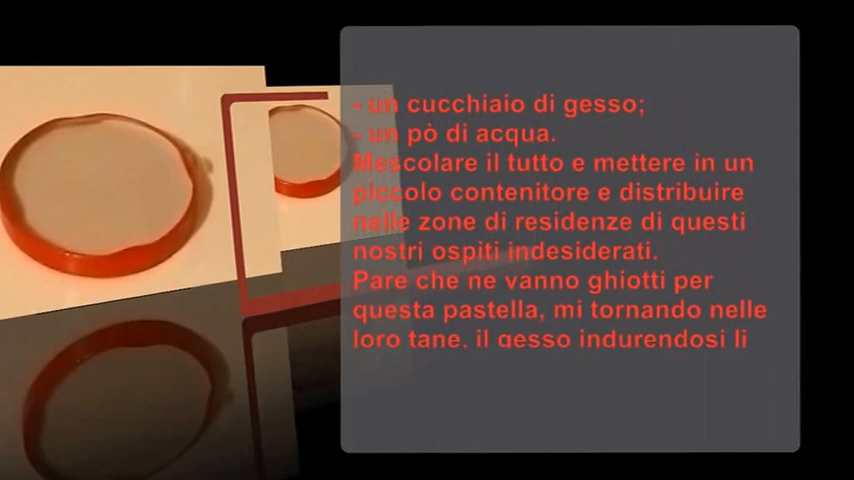 - un cucchiaio di gesso;
- un pò di acqua.
Mescolare il tutto e mettere in un
piccolo contenitore e distribuire
nelle zone di residenze di questi
nostri ospiti indesiderati.
Pare che ne vanno ghiotti per
questa pastella, mi tornando nelle
loro tane. il gesso indurendosi li